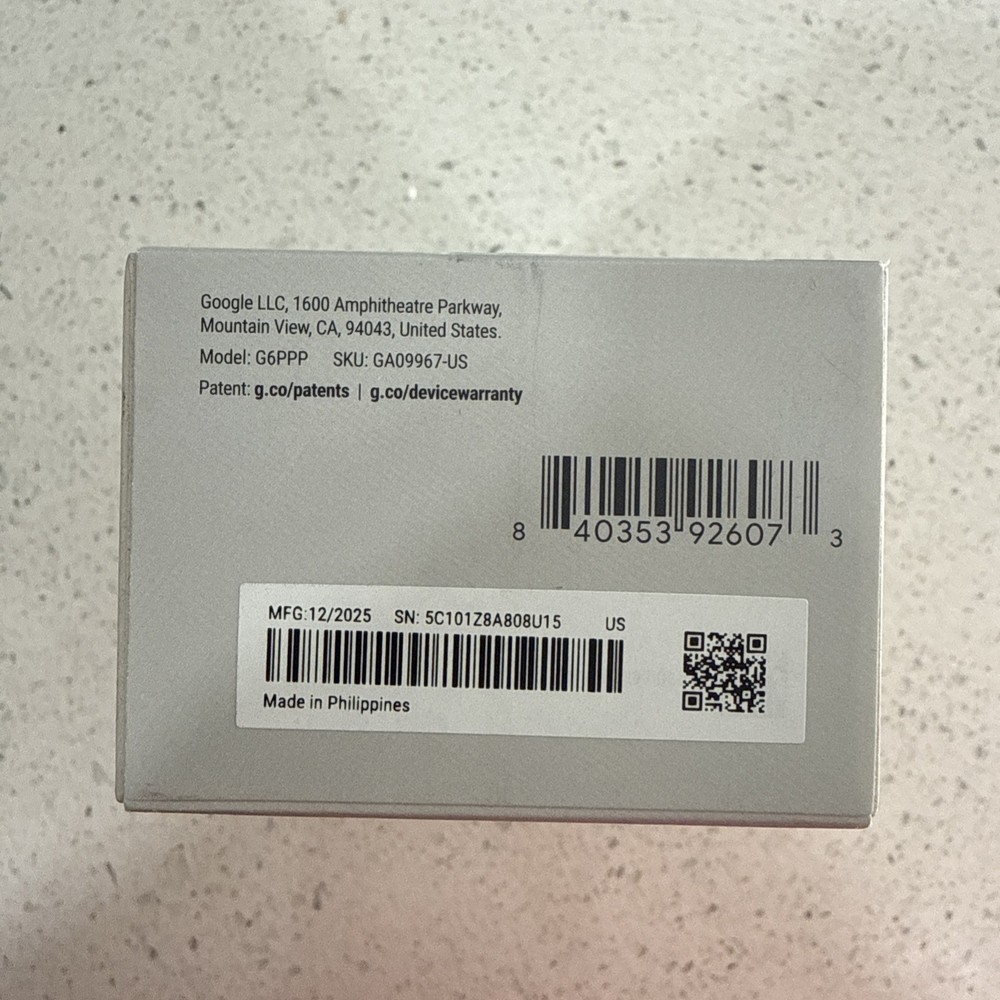 Google LLC, 1600 Amphitheatre Parkway,
Mountain View, CA, 94043, United States.
Model: G6PPP SKU: GA09967-US
Patent: g.co/patents | g.co/devicewarranty
8 40353 92607 3
MFG:12/2025 SN: 5C101Z8A808U15 US
Made in Philippines